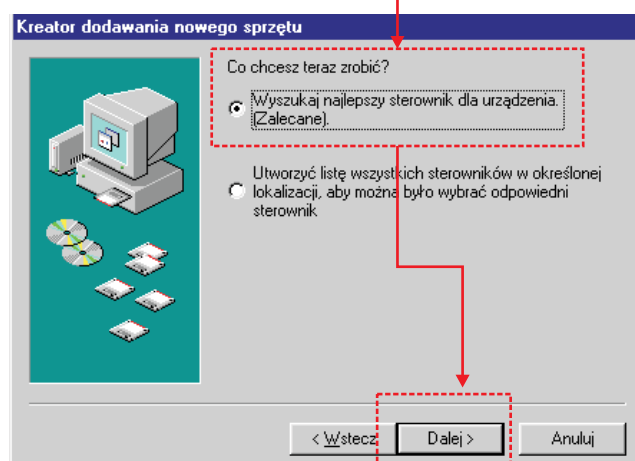 Kreator dodawania nowego sprzętu
Co chcesz teraz zrobić?
Wyszukaj najlepszy sterownik dla urządzenia.
(Zalecane).
Utworzyć listę wszystkich sterowników w określonej
lokalizacji, aby można było wybrać odpowiedni
sterownik
< Wstecz Dalej > Anuluj